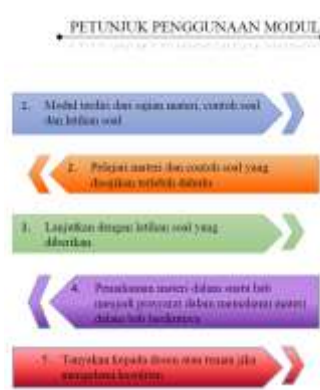 PETUNJUK PENGGUNAAN MODUL
1. Modul terdiri dari sajian materi, contoh soal
dan latihan soal
2. Pelajari materi dan contoh soal yang
disajikan terlebih dahulu
3. Lanjutkan dengan latihan soal yang
diberikan
4. Pemahaman materi dalam suatu bab
menjadi prasyarat dalam memahami materi
dalam bab berikutnya
5. Tanyakan kepada dosen atau teman jika
mengalami kesulitan